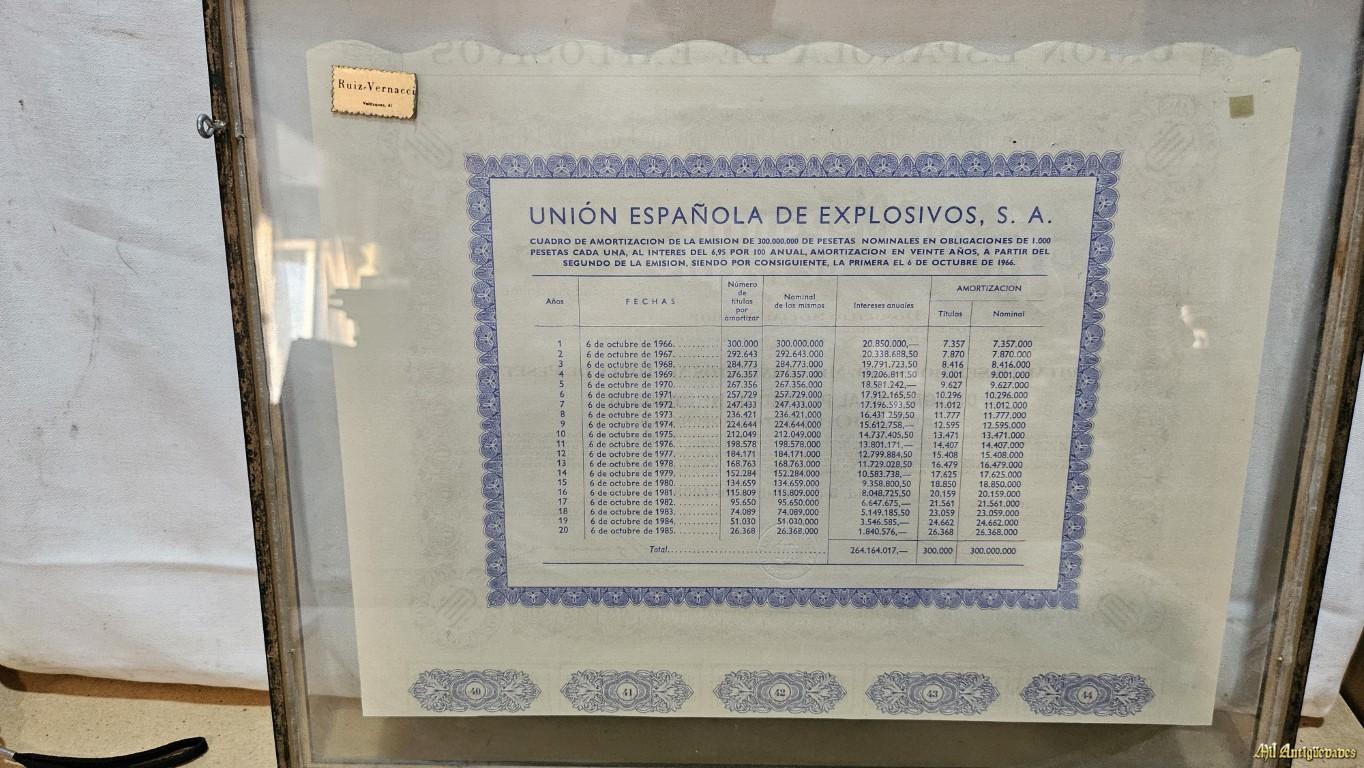 Ruiz-Vernacci
Velázquez, 41
UNIÓN ESPAÑOLA DE EXPLOSIVOS, S. A.
CUADRO DE AMORTIZACION DE LA EMISION DE 300.000.000 DE PESETAS NOMINALES EN OBLIGACIONES DE 1.000
PESETAS CADA UNA, AL INTERES DEL 6,95 POR 100 ANUAL, AMORTIZACION EN VEINTE AÑOS, A PARTIR DEL
SEGUNDO DE LA EMISION, SIENDO POR CONSIGUIENTE, LA PRIMERA EL 6 DE OCTUBRE DE 1966.
Años FECHAS Número de títulos por amortizar Nominal de los mismos Intereses anuales AMORTIZACION
Títulos Nominal
1 6 de octubre de 1966. 300.000 300.000.000 20.850.000,— 7.357 7.357.000
2 6 de octubre de 1967. 292.643 292.643.000 20.338.688,50 7.870 7.870.000
3 6 de octubre de 1968. 284.773 284.773.000 19.791.723,50 8.416 8.416.000
4 6 de octubre de 1969. 276.357 276.357.000 19.206.811,50 9.001 9.001.000
5 6 de octubre de 1970. 267.356 267.356.000 18.581.242,— 9.627 9.627.000
6 6 de octubre de 1971. 257.729 257.729.000 17.912.165,50 10.296 10.296.000
7 6 de octubre de 1972. 247.433 247.433.000 17.196.593,50 11.012 11.012.000
8 6 de octubre de 1973. 236.421 236.421.000 16.431.259,50 11.777 11.777.000
9 6 de octubre de 1974. 224.644 224.644.000 15.612.758,— 12.595 12.595.000
10 6 de octubre de 1975. 212.049 212.049.000 14.737.405,50 13.471 13.471.000
11 6 de octubre de 1976. 198.578 198.578.000 13.801.171,— 14.407 14.407.000
12 6 de octubre de 1977. 184.171 184.171.000 12.799.884,50 15.408 15.408.000
13 6 de octubre de 1978. 168.763 168.763.000 11.729.028,50 16.479 16.479.000
14 6 de octubre de 1979. 152.284 152.284.000 10.583.738,— 17.625 17.625.000
15 6 de octubre de 1980. 134.659 134.659.000 9.358.800,50 18.850 18.850.000
16 6 de octubre de 1981. 115.809 115.809.000 8.048.725,50 20.159 20.159.000
17 6 de octubre de 1982. 95.650 95.650.000 6.647.675,— 21.561 21.561.000
18 6 de octubre de 1983. 74.089 74.089.000 5.149.185,50 23.059 23.059.000
19 6 de octubre de 1984. 51.030 51.030.000 3.546.585,— 24.662 24.662.000
20 6 de octubre de 1985. 26.368 26.368.000 1.840.576,— 26.368 26.368.000
Total. 264.164.017,— 300.000 300.000.000
40 41 42 43 44
Mil Antigüedades